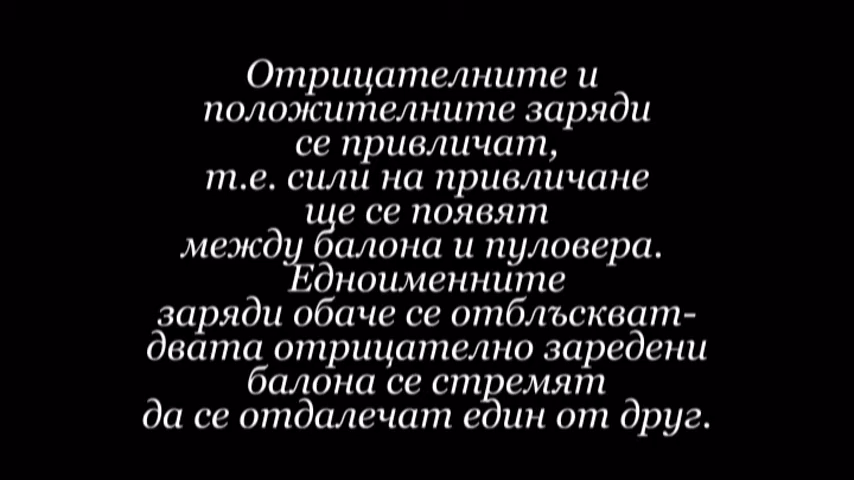 Отрицателните и
положителните заряди
се привличат,
т.е. сили на привличане
ще се появят
между балона и пуловера.
Едноименните
заряди обаче се отблъскват-
двата отрицателно заредени
балона се стремят
да се отдалечат един от друг.